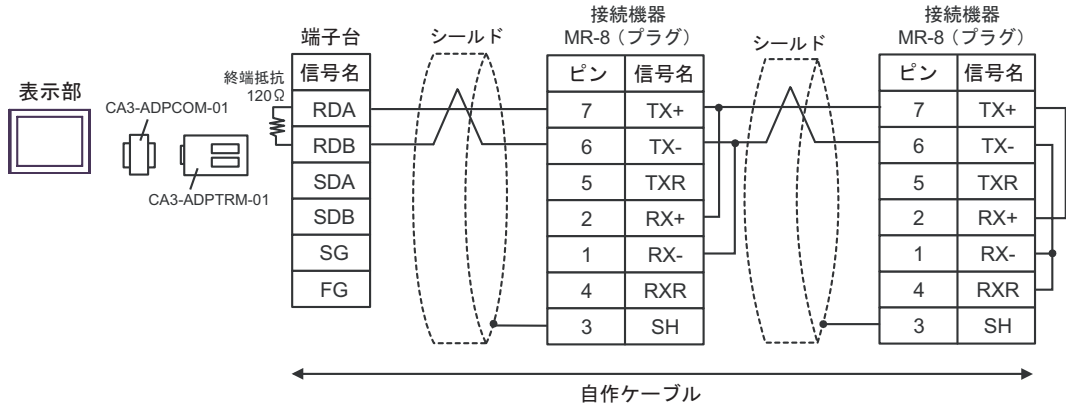 表示部
CA3-ADPCOM-01
CA3-ADPTRM-01
終端抵抗
120Ω
端子台
信号名
RDA
RDB
SDA
SDB
SG
FG
シールド
接続機器
MR-8（プラグ）
ピン 信号名
7 TX+
6 TX-
5 TXR
2 RX+
1 RX-
4 RXR
3 SH
シールド
接続機器
MR-8（プラグ）
ピン 信号名
7 TX+
6 TX-
5 TXR
2 RX+
1 RX-
4 RXR
3 SH
自作ケーブル